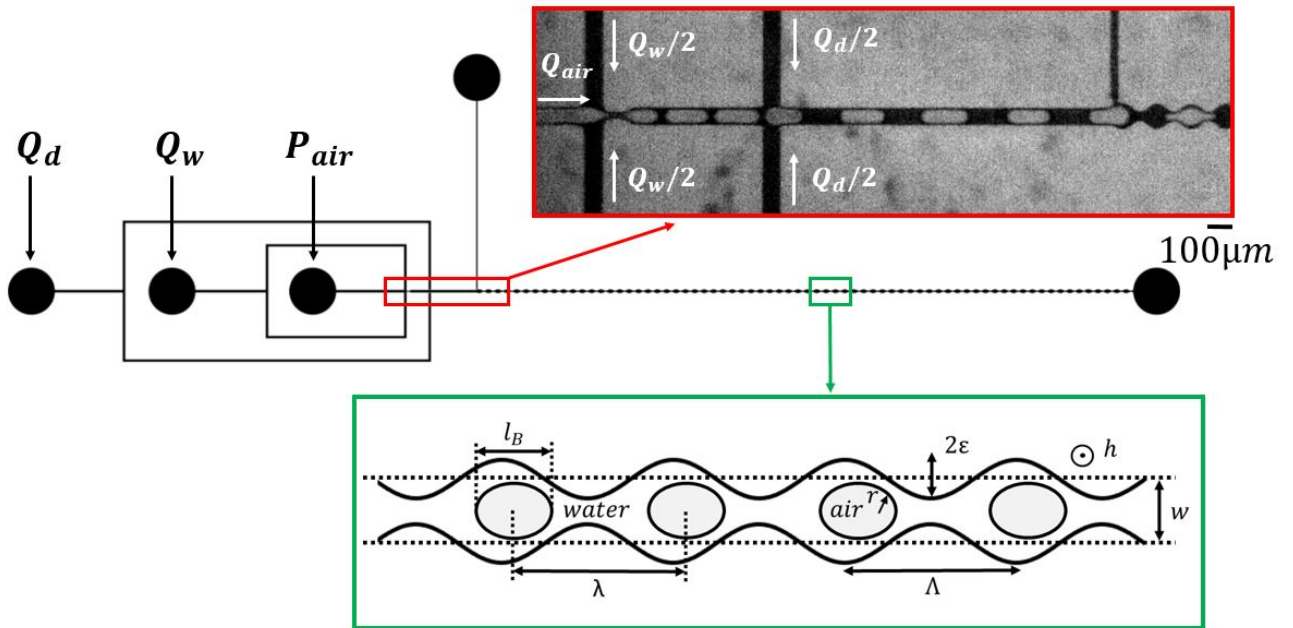 Q_d
Q_w
P_air
Q_air
Q_w/2
Q_d/2
Q_w/2
Q_d/2
100μm
l_B
2ε
h
water
air
r
w
λ
Λ